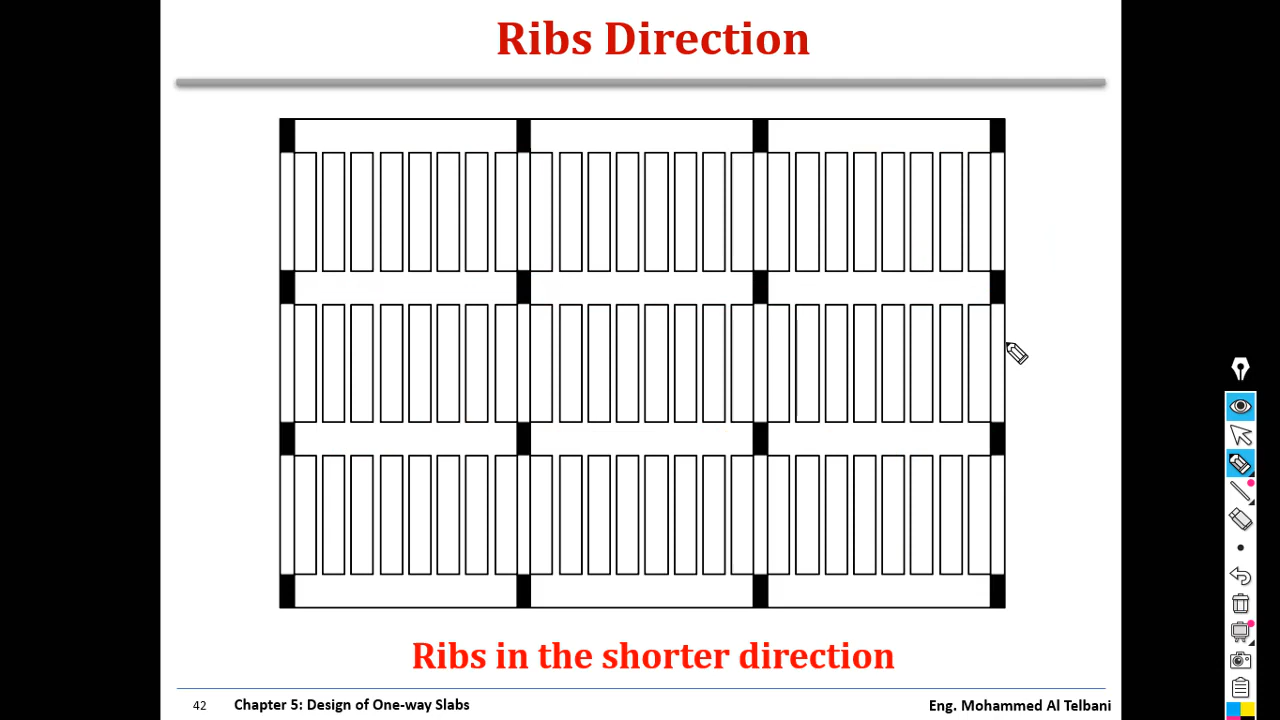 Ribs Direction
Ribs in the shorter direction
42 Chapter 5: Design of One-way Slabs Eng. Mohammed Al Telbani